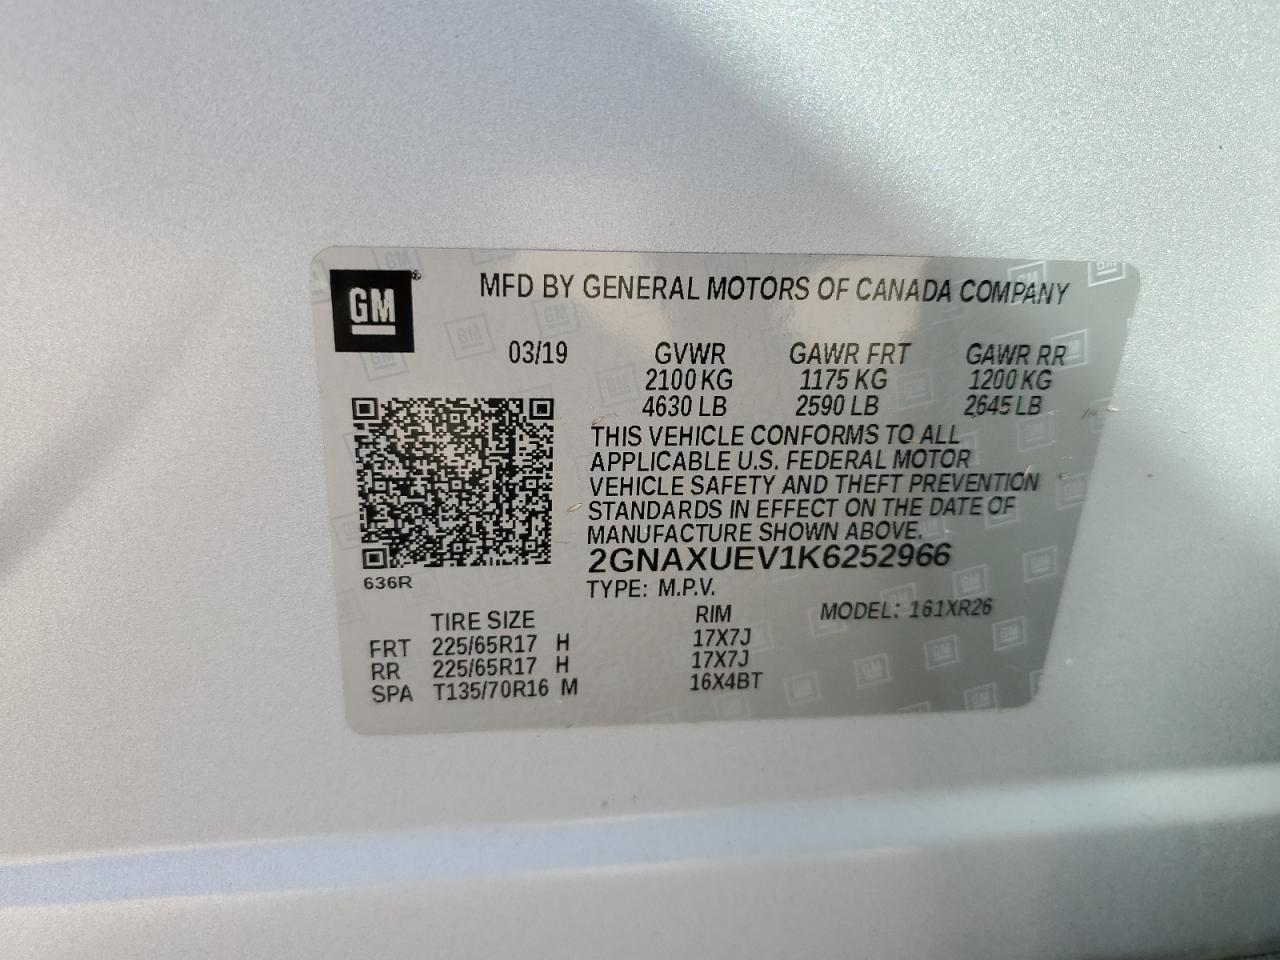 GM®
MFD BY GENERAL MOTORS OF CANADA COMPANY
03/19 GVWR GAWR FRT GAWR RR
2100 KG 1175 KG 1200 KG
4630 LB 2590 LB 2645 LB
THIS VEHICLE CONFORMS TO ALL
APPLICABLE U.S. FEDERAL MOTOR
VEHICLE SAFETY AND THEFT PREVENTION
STANDARDS IN EFFECT ON THE DATE OF
MANUFACTURE SHOWN ABOVE.
2GNAXUEV1K6252966
636R
TYPE: M.P.V.
TIRE SIZE RIM MODEL: 161XR26
FRT 225/65R17 H 17X7J
RR 225/65R17 H 17X7J
SPA T135/70R16 M 16X4BT